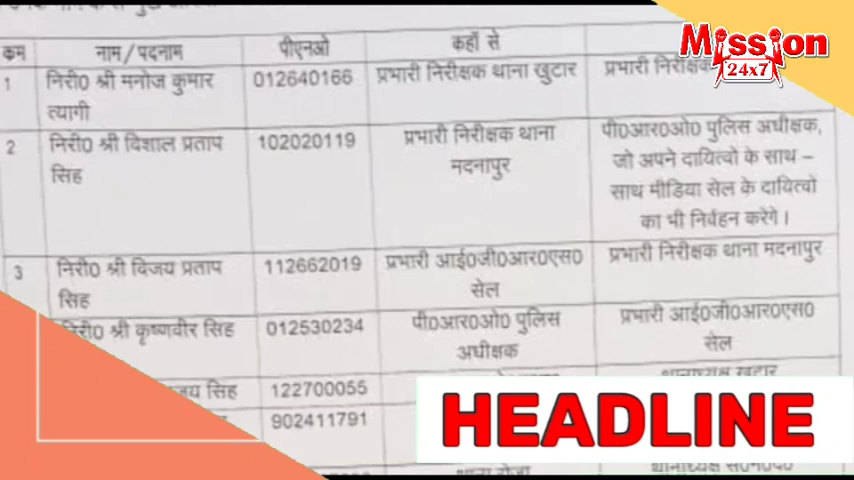 Mission
24x7
क्रम नाम/पदनाम पीएनओ कहाँ से
1 निरी0 श्री मनोज कुमार त्यागी 012640166 प्रभारी निरीक्षक थाना खुटार प्रभारी निरीक्षक
2 निरी0 श्री विशाल प्रताप सिंह 102020119 प्रभारी निरीक्षक थाना मदनापुर पी0आर0ओ0 पुलिस अधीक्षक, जो अपने दायित्वो के साथ – साथ मीडिया सेल के दायित्वो का भी निर्वहन करेगे।
3 निरी0 श्री विजय प्रताप सिंह 112662019 प्रभारी आई0जी0आर0एस0 सेल प्रभारी निरीक्षक थाना मदनापुर
निरी0 श्री कृष्णवीर सिंह 012530234 पी0आर0ओ0 पुलिस अधीक्षक प्रभारी आई0जी0आर0एस0 सेल
सिंह 122700055 थानाध्यक्ष खुटार
902411791
थाना रोजा थानाध्यक्ष
HEADLINE